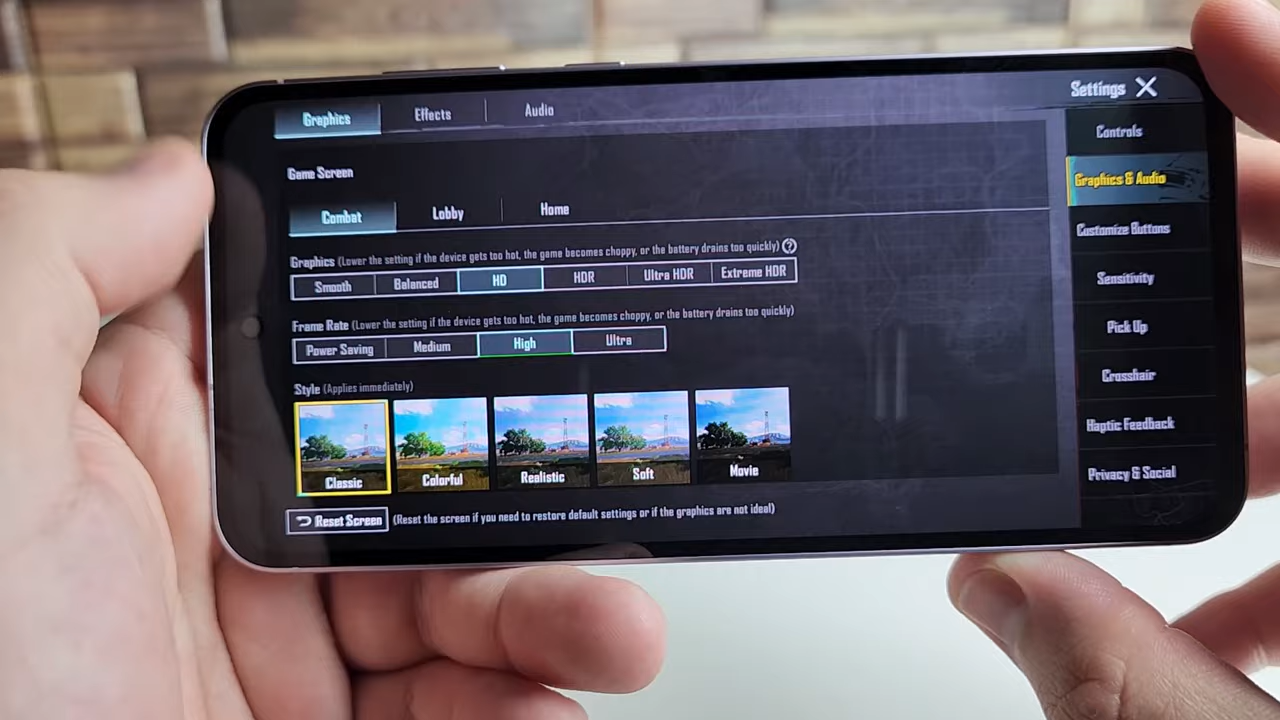 Settings
Graphics Effects Audio
Game Screen
Combat Lobby Home
Graphics (Lower the setting if the device gets too hot, the game becomes choppy, or the battery drains too quickly) ?
Smooth Balanced HD HDR Ultra HDR Extreme HDR
Frame Rate (Lower the setting if the device gets too hot, the game becomes choppy, or the battery drains too quickly)
Power Saving Medium High Ultra
Style (Applies immediately)
Classic Colorful Realistic Soft Movie
Reset Screen (Reset the screen if you need to restore default settings or if the graphics are not ideal)
Controls
Graphics & Audio
Customize Buttons
Sensitivity
Pick Up
Crosshair
Haptic Feedback
Privacy & Social